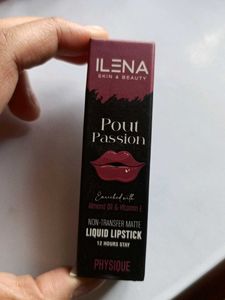 ILENA
SKIN & BEAUTY
Pout
Passion
Enriched with
Almond Oil & Vitamin E
NON-TRANSFER MATTE
LIQUID LIPSTICK
12 HOURS STAY
PHYSIQUE